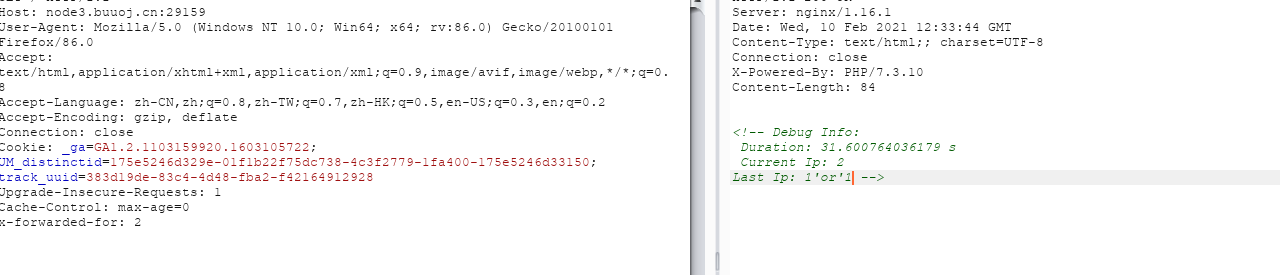 Host: node3.buuoj.cn:29159
User-Agent: Mozilla/5.0 (Windows NT 10.0; Win64; x64; rv:86.0) Gecko/20100101
Firefox/86.0
Accept:
text/html,application/xhtml+xml,application/xml;q=0.9,image/avif,image/webp,*/*;q=0.
8
Accept-Language: zh-CN,zh;q=0.8,zh-TW;q=0.7,zh-HK;q=0.5,en-US;q=0.3,en;q=0.2
Accept-Encoding: gzip, deflate
Connection: close
Cookie: _ga=GA1.2.1103159920.1603105722;
UM_distinctid=175e5246d329e-01f1b22f75dc738-4c3f2779-1fa400-175e5246d33150;
track_uuid=383d19de-83c4-4d48-fba2-f42164912928
Upgrade-Insecure-Requests: 1
Cache-Control: max-age=0
x-forwarded-for: 2
Server: nginx/1.16.1
Date: Wed, 10 Feb 2021 12:33:44 GMT
Content-Type: text/html;; charset=UTF-8
Connection: close
X-Powered-By: PHP/7.3.10
Content-Length: 84
<!-- Debug Info:
Duration: 31.600764036179 s
Current Ip: 2
Last Ip: 1'or'1 -->